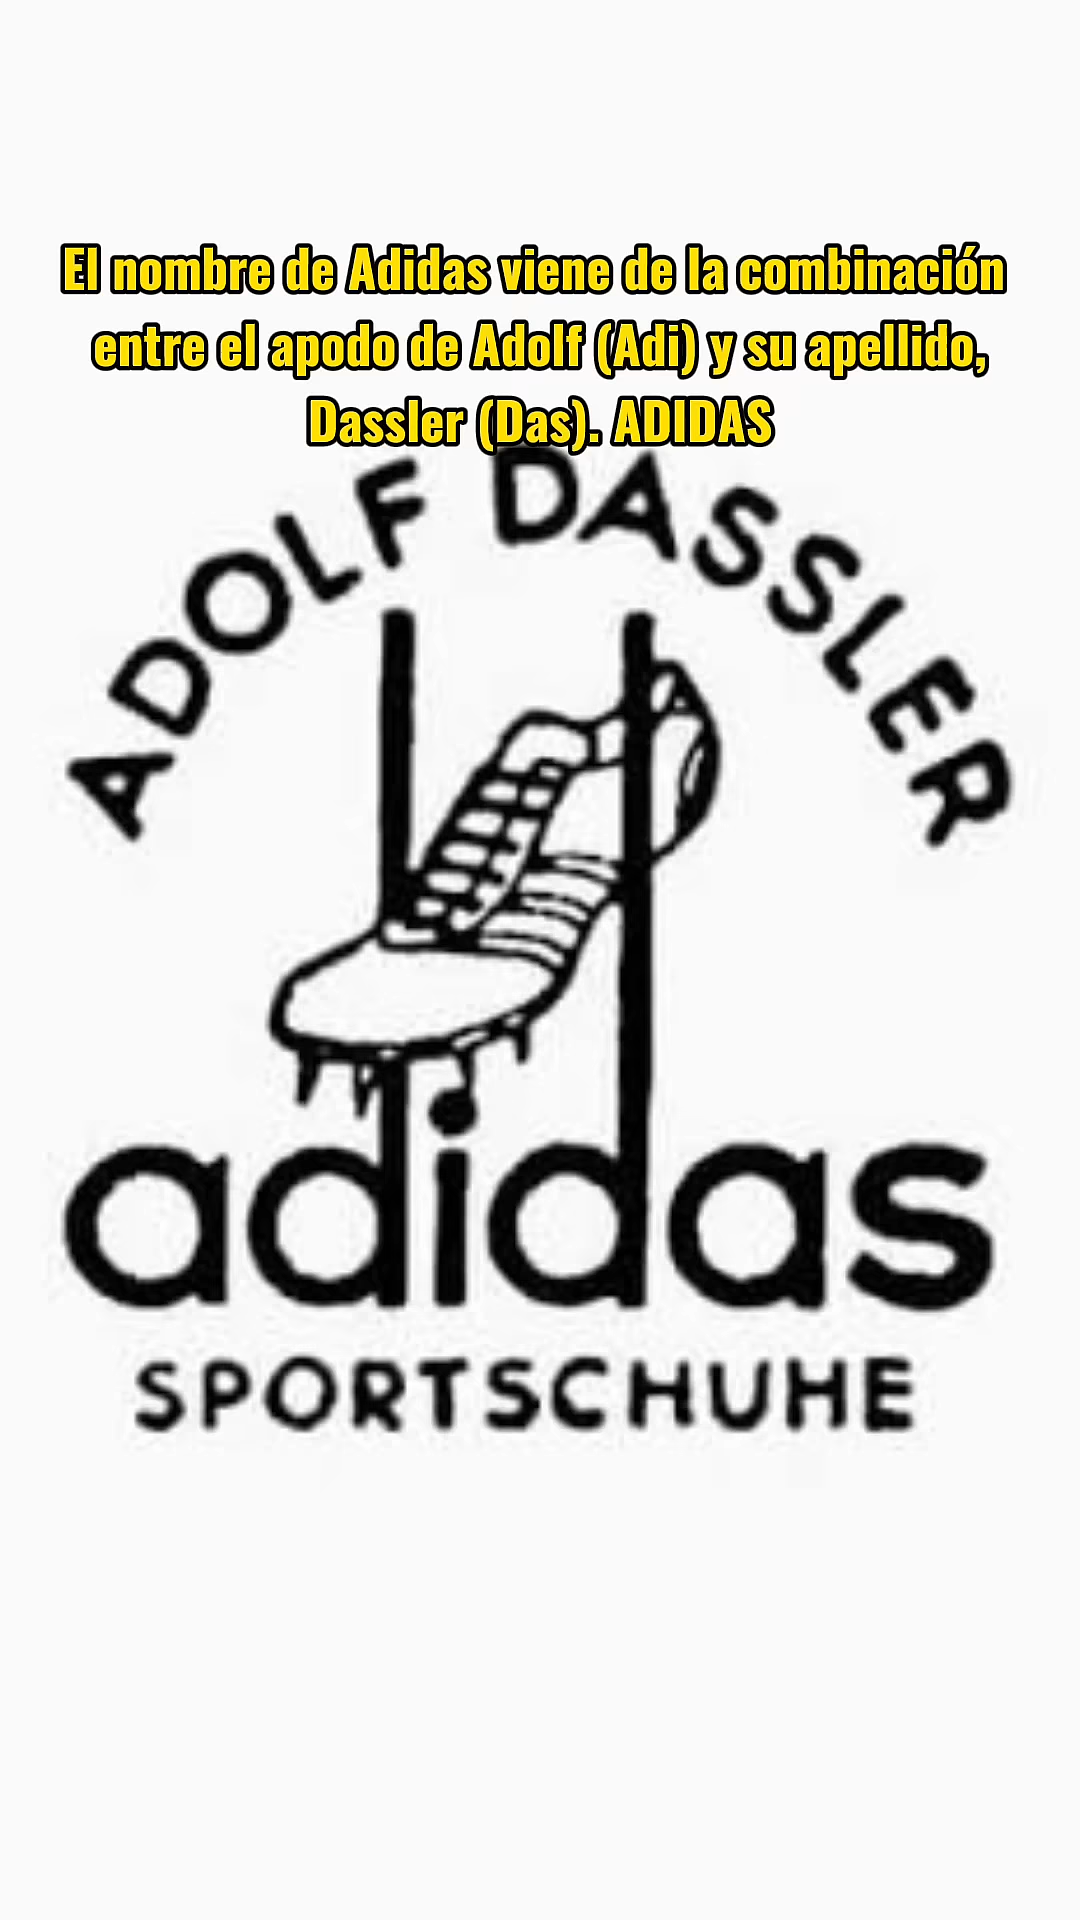 El nombre de Adidas viene de la combinación
entre el apodo de Adolf (Adi) y su apellido,
Dassler (Das). ADIDAS
ADOLF DASSLER
adidas
SPORTSCHUHE